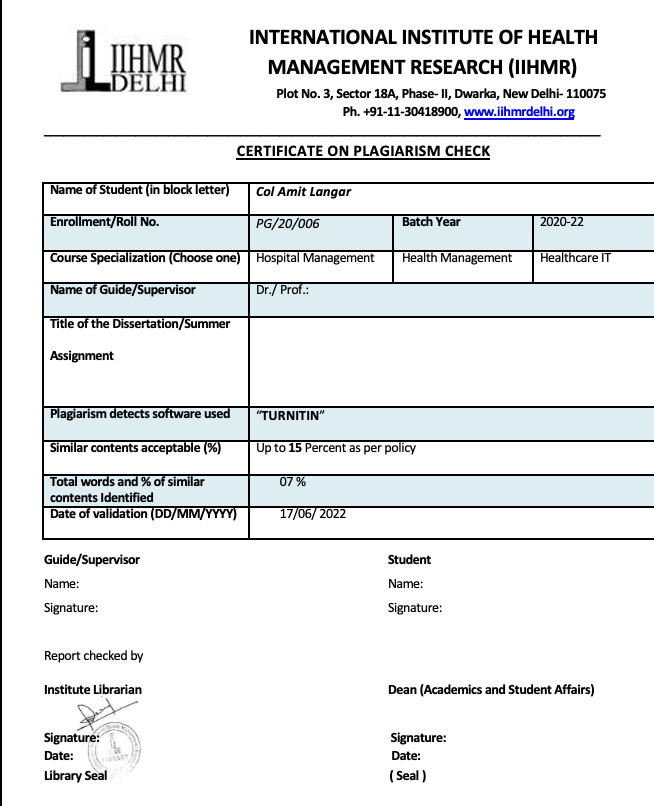 IIHMR
DELHI
INTERNATIONAL INSTITUTE OF HEALTH
MANAGEMENT RESEARCH (IIHMR)
Plot No. 3, Sector 18A, Phase- II, Dwarka, New Delhi- 110075
Ph. +91-11-30418900, www.iihmrdelhi.org
CERTIFICATE ON PLAGIARISM CHECK
Name of Student (in block letter) Col Amit Langar
Enrollment/Roll No. PG/20/006 Batch Year 2020-22
Course Specialization (Choose one) Hospital Management Health Management Healthcare IT
Name of Guide/Supervisor Dr./ Prof.:
Title of the Dissertation/Summer
Assignment
Plagiarism detects software used “TURNITIN”
Similar contents acceptable (%) Up to 15 Percent as per policy
Total words and % of similar 07 %
contents Identified
Date of validation (DD/MM/YYYY) 17/06/ 2022
Guide/Supervisor Student
Name: Name:
Signature: Signature:
Report checked by
Institute Librarian Dean (Academics and Student Affairs)
Signature: Signature:
Date: Date:
Library Seal ( Seal )
LIBRARY